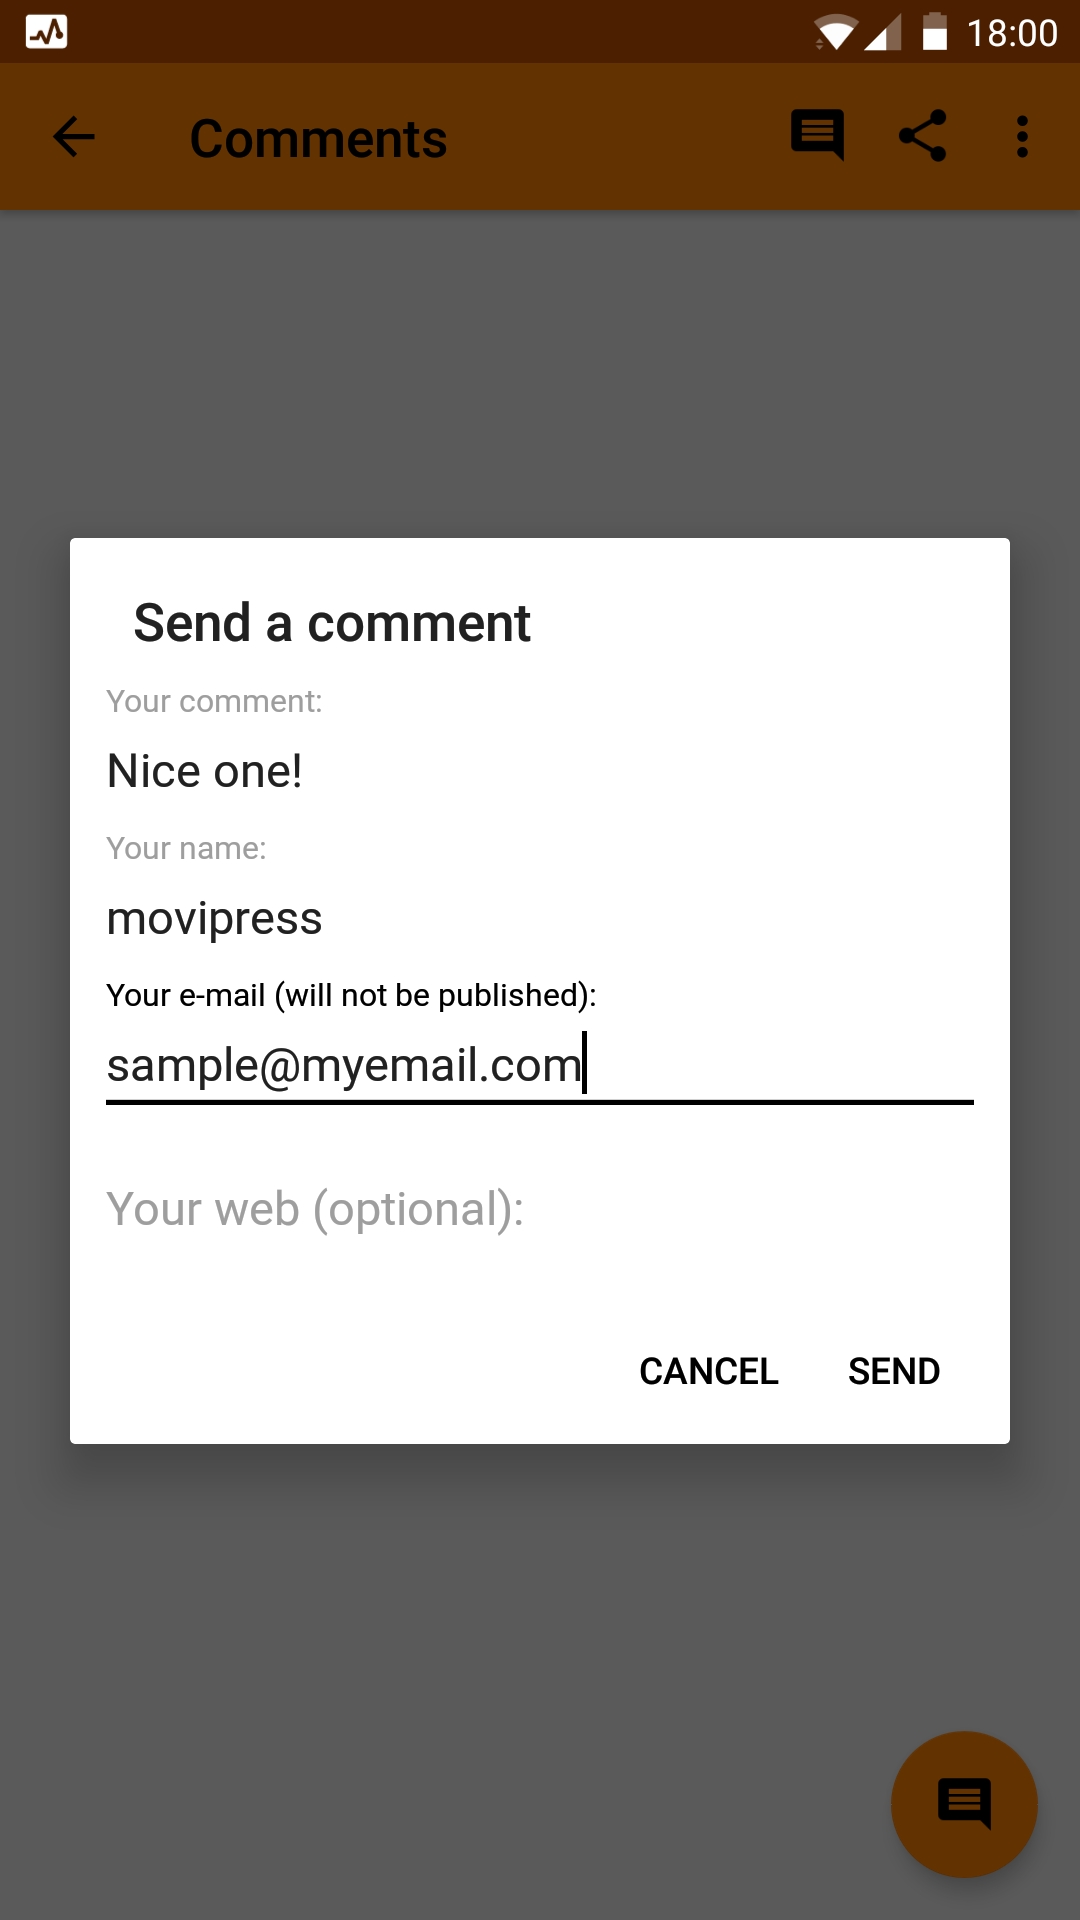 18:00
Comments
Send a comment
Your comment:
Nice one!
Your name:
movipress
Your e-mail (will not be published):
sample@myemail.com
Your web (optional):
CANCEL SEND